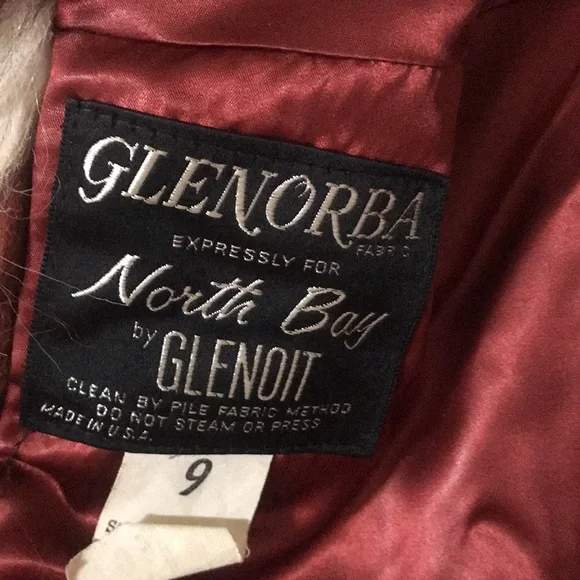 GLENORBA
FABRIC
EXPRESSLY FOR
North Bay
by GLENOIT
CLEAN BY PILE FABRIC METHOD
DO NOT STEAM OR PRESS
MADE IN U.S.A.
9
S